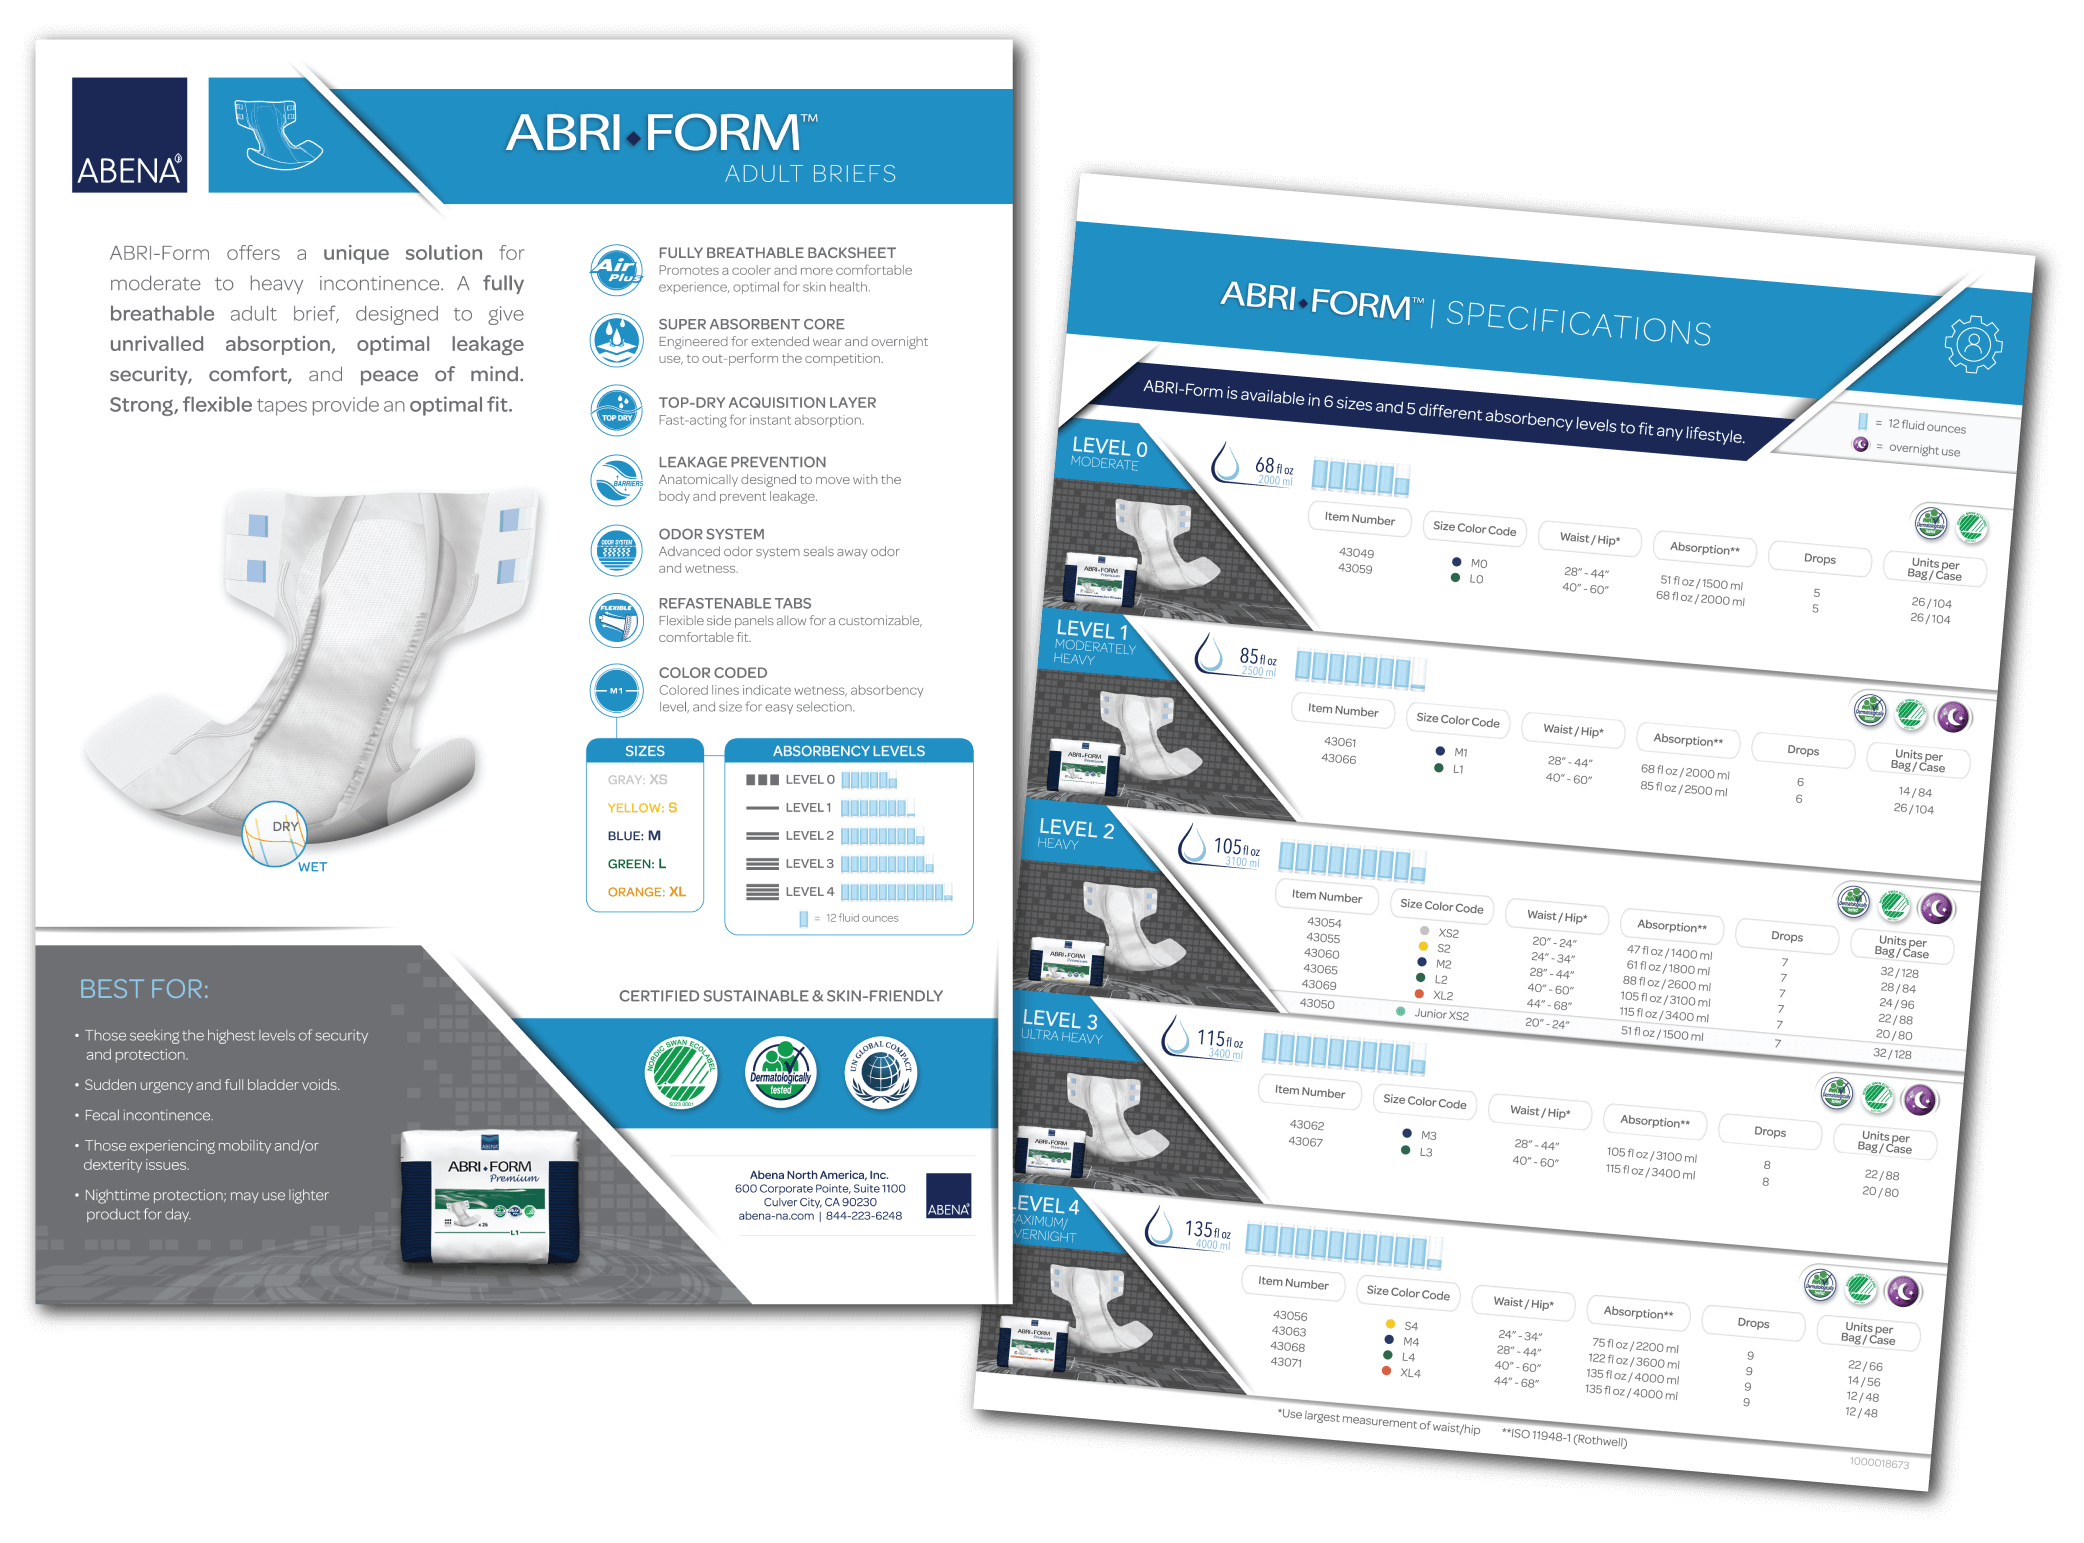 ABENA
ABRI FORM™
ADULT BRIEFS
ABRI-Form offers a unique solution for
moderate to heavy incontinence. A fully
breathable adult brief, designed to give
unrivalled absorption, optimal leakage
security, comfort, and peace of mind.
Strong, flexible tapes provide an optimal fit.
DRY
WET
Air Plus
FULLY BREATHABLE BACKSHEET
Promotes a cooler and more comfortable
experience, optimal for skin health.
SUPER ABSORBENT CORE
Engineered for extended wear and overnight
use, to out-perform the competition.
TOP DRY
TOP-DRY ACQUISITION LAYER
Fast-acting for instant absorption.
BARRIERS
LEAKAGE PREVENTION
Anatomically designed to move with the
body and prevent leakage.
ODOR SYSTEM
ODOR SYSTEM
Advanced odor system seals away odor
and wetness.
FLEXIBLE
REFASTENABLE TABS
Flexible side panels allow for a customizable,
comfortable fit.
M1
COLOR CODED
Colored lines indicate wetness, absorbency
level, and size for easy selection.
SIZES
GRAY: XS
YELLOW: S
BLUE: M
GREEN: L
ORANGE: XL
ABSORBENCY LEVELS
LEVEL 0
LEVEL 1
LEVEL 2
LEVEL 3
LEVEL 4
= 12 fluid ounces
BEST FOR:
• Those seeking the highest levels of security
and protection.
• Sudden urgency and full bladder voids.
• Fecal incontinence.
• Those experiencing mobility and/or
dexterity issues.
• Nighttime protection; may use lighter
product for day.
ABENA
ABRI FORM
Premium
x 26
L1
CERTIFIED SUSTAINABLE & SKIN-FRIENDLY
NORDIC SWAN ECOLABEL
5023 0001
Dermatologically
tested
UN GLOBAL COMPACT
Abena North America, Inc.
600 Corporate Pointe, Suite 1100
Culver City, CA 90230
abena-na.com | 844-223-6248
ABENA
ABRI FORM™ | SPECIFICATIONS
ABRI-Form is available in 6 sizes and 5 different absorbency levels to fit any lifestyle.
= 12 fluid ounces
= overnight use
LEVEL 0
MODERATE
68 fl oz
2000 ml
Item Number Size Color Code Waist / Hip* Absorption** Drops Units per Bag / Case
43049 M0 28" - 44" 51 fl oz / 1500 ml 5 26 / 104
43059 L0 40" - 60" 68 fl oz / 2000 ml 5 26 / 104
LEVEL 1
MODERATELY
HEAVY
85 fl oz
2500 ml
Item Number Size Color Code Waist / Hip* Absorption** Drops Units per Bag / Case
43061 M1 28" - 44" 68 fl oz / 2000 ml 6 14 / 84
43066 L1 40" - 60" 85 fl oz / 2500 ml 6 26 / 104
LEVEL 2
HEAVY
105 fl oz
3100 ml
Item Number Size Color Code Waist / Hip* Absorption** Drops Units per Bag / Case
43054 XS2 20" - 24" 47 fl oz / 1400 ml 7 32 / 128
43055 S2 24" - 34" 61 fl oz / 1800 ml 7 28 / 84
43060 M2 28" - 44" 88 fl oz / 2600 ml 7 24 / 96
43065 L2 40" - 60" 105 fl oz / 3100 ml 7 22 / 88
43069 XL2 44" - 68" 115 fl oz / 3400 ml 7 20 / 80
43050 Junior XS2 20" - 24" 51 fl oz / 1500 ml 7 32 / 128
LEVEL 3
ULTRA HEAVY
115 fl oz
3400 ml
Item Number Size Color Code Waist / Hip* Absorption** Drops Units per Bag / Case
43062 M3 28" - 44" 105 fl oz / 3100 ml 8 22 / 88
43067 L3 40" - 60" 115 fl oz / 3400 ml 8 20 / 80
EVEL 4
AXIMUM/
VERNIGHT
135 fl oz
4000 ml
Item Number Size Color Code Waist / Hip* Absorption** Drops Units per Bag / Case
43056 S4 24" - 34" 75 fl oz / 2200 ml 9 22 / 66
43063 M4 28" - 44" 122 fl oz / 3600 ml 9 14 / 56
43068 L4 40" - 60" 135 fl oz / 4000 ml 9 12 / 48
43071 XL4 44" - 68" 135 fl oz / 4000 ml 9 12 / 48
*Use largest measurement of waist/hip **ISO 11948-1 (Rothwell)
1000018673